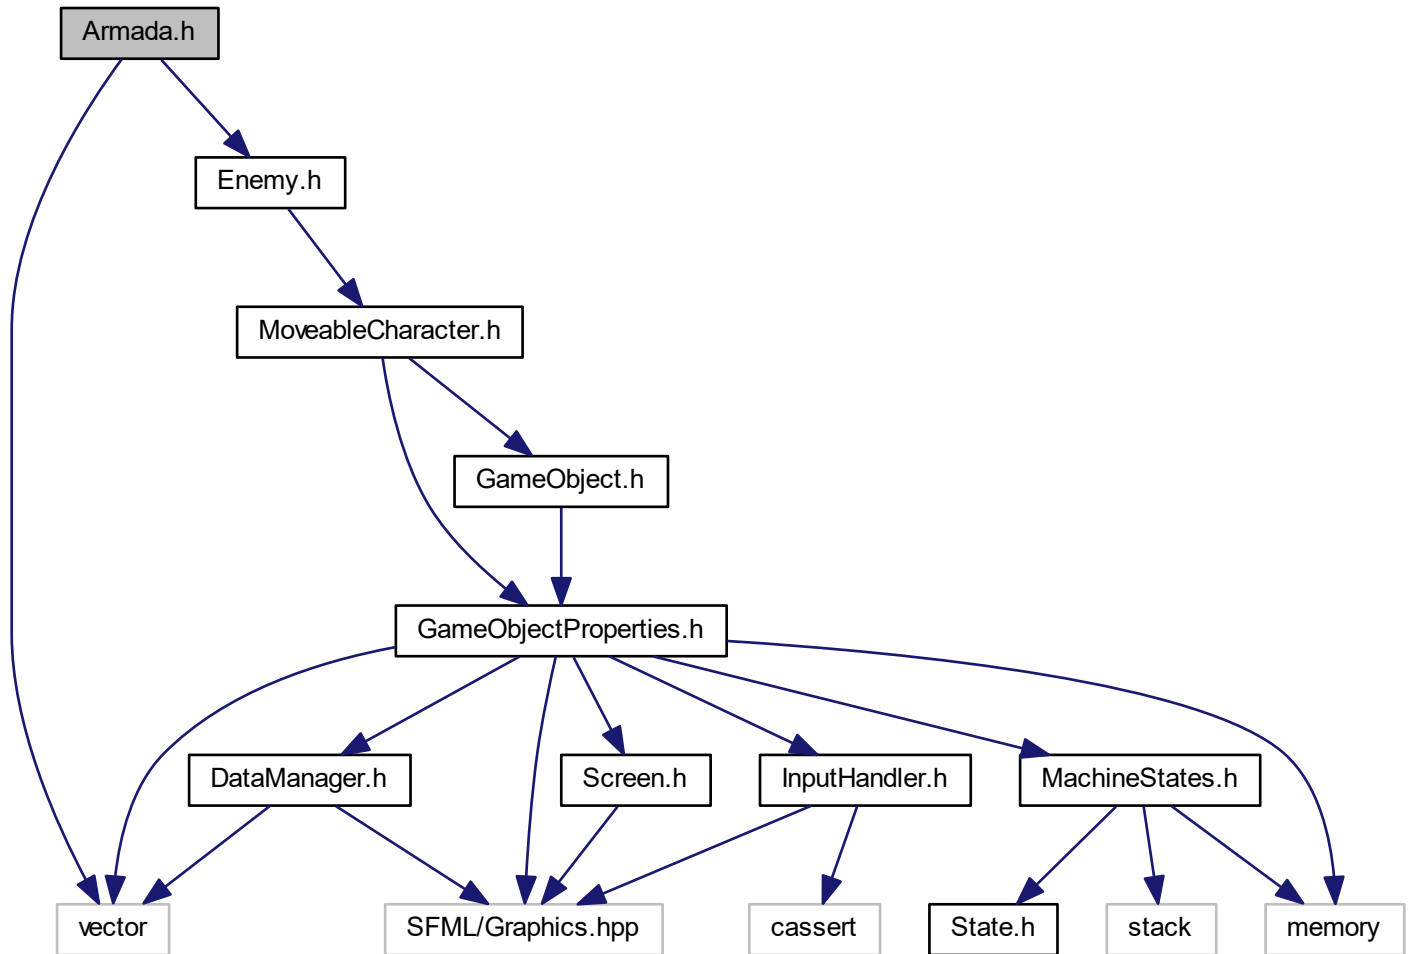 Armada.h
Enemy.h
MoveableCharacter.h
GameObject.h
GameObjectProperties.h
DataManager.h
Screen.h
InputHandler.h
MachineStates.h
vector
SFML/Graphics.hpp
cassert
State.h
stack
memory